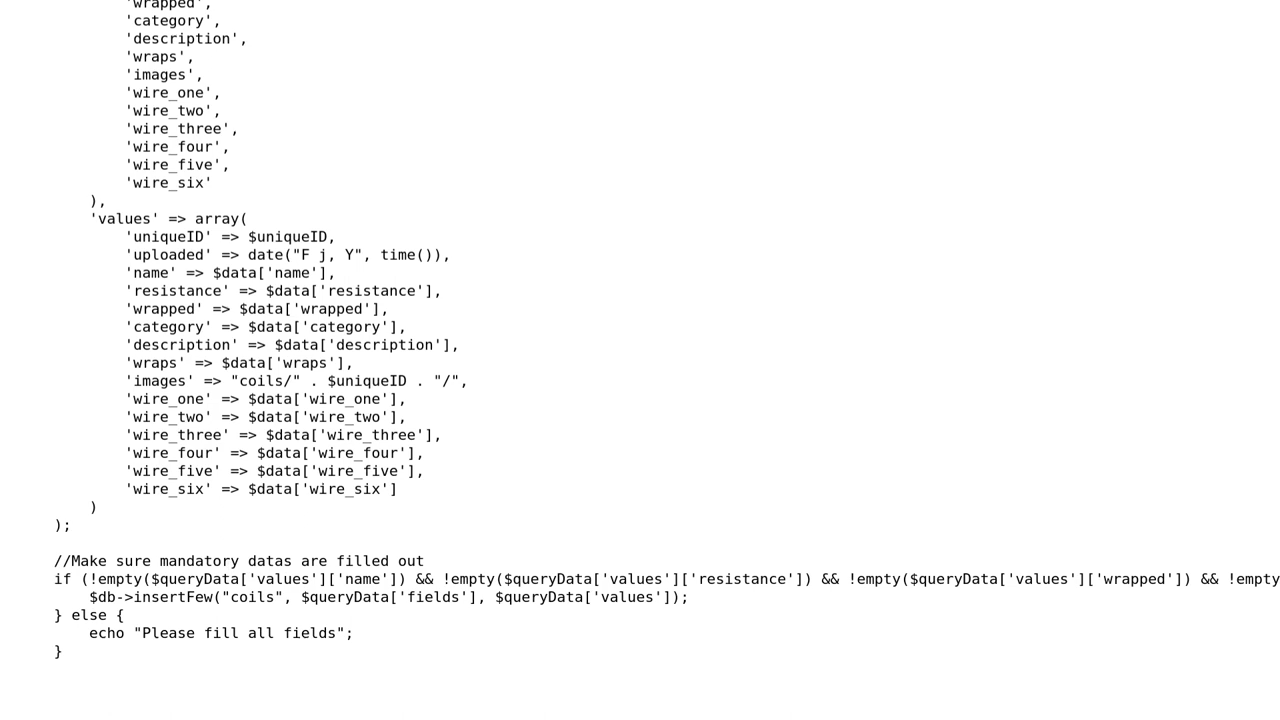 'wrapped',
'category',
'description',
'wraps',
'images',
'wire_one',
'wire_two',
'wire_three',
'wire_four',
'wire_five',
'wire_six'
),
'values' => array(
'uniqueID' => $uniqueID,
'uploaded' => date("F j, Y", time()),
'name' => $data['name'],
'resistance' => $data['resistance'],
'wrapped' => $data['wrapped'],
'category' => $data['category'],
'description' => $data['description'],
'wraps' => $data['wraps'],
'images' => "coils/" . $uniqueID . "/",
'wire_one' => $data['wire_one'],
'wire_two' => $data['wire_two'],
'wire_three' => $data['wire_three'],
'wire_four' => $data['wire_four'],
'wire_five' => $data['wire_five'],
'wire_six' => $data['wire_six']
)
);
//Make sure mandatory datas are filled out
if (!empty($queryData['values']['name']) && !empty($queryData['values']['resistance']) && !empty($queryData['values']['wrapped']) && !empty
$db->insertFew("coils", $queryData['fields'], $queryData['values']);
} else {
echo "Please fill all fields";
}